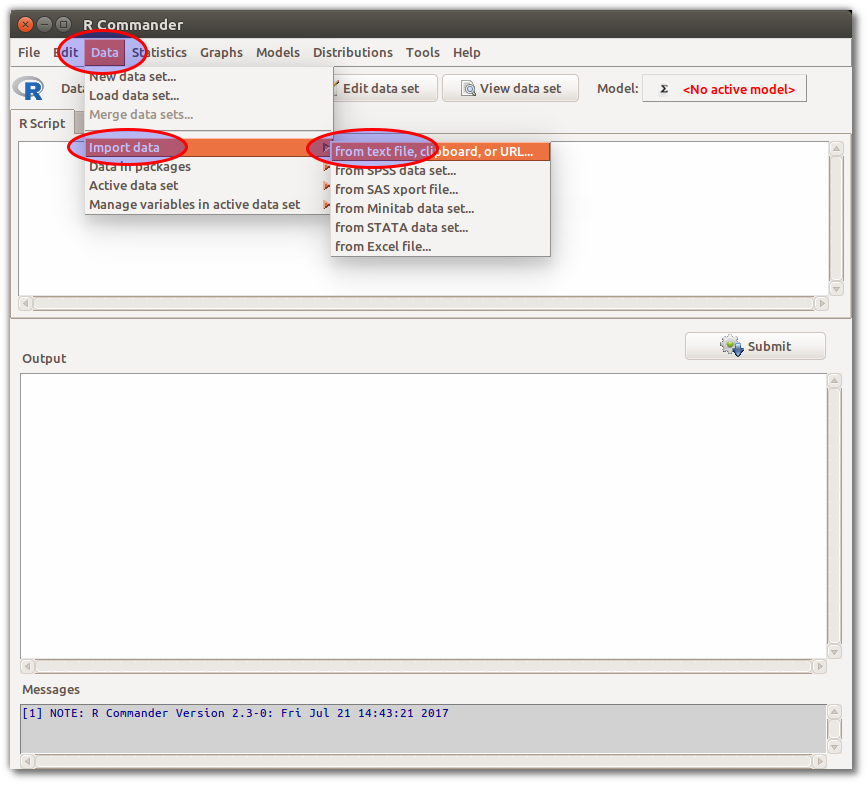 R Commander
File Edit Data Statistics Graphs Models Distributions Tools Help
R Data Edit data set View data set Model: Σ <No active model>
New data set...
Load data set...
Merge data sets...
R Script
Import data
from text file, clipboard, or URL...
Data in packages
from SPSS data set...
Active data set
from SAS xport file...
Manage variables in active data set
from Minitab data set...
from STATA data set...
from Excel file...
Submit
Output
Messages
[1] NOTE: R Commander Version 2.3-0: Fri Jul 21 14:43:21 2017